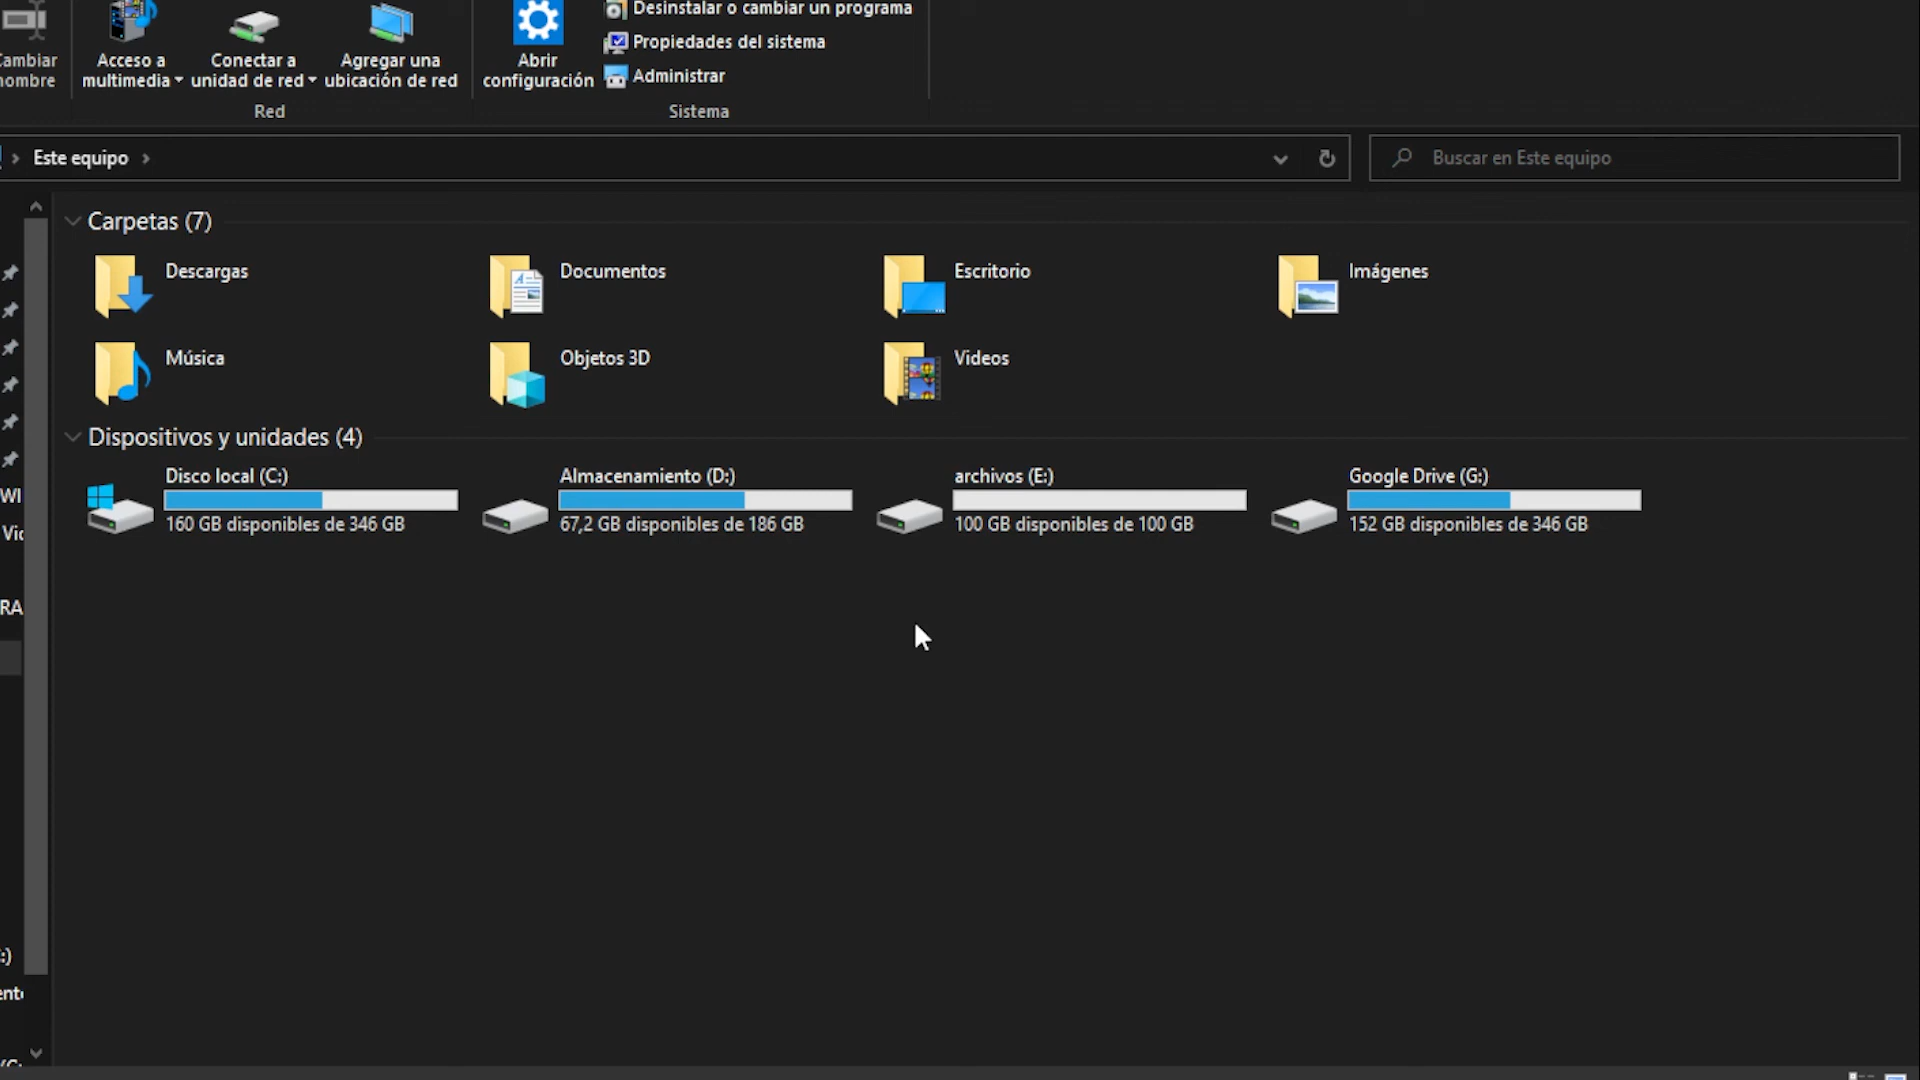 Desinstalar o cambiar un programa
Cambiar nombre
Acceso a multimedia
Conectar a unidad de red
Agregar una ubicación de red
Abrir configuración
Propiedades del sistema
Administrar
Red
Sistema
Este equipo
Buscar en Este equipo
Carpetas (7)
Descargas
Documentos
Escritorio
Imágenes
Música
Objetos 3D
Videos
Dispositivos y unidades (4)
Disco local (C:)
160 GB disponibles de 346 GB
Almacenamiento (D:)
67,2 GB disponibles de 186 GB
archivos (E:)
100 GB disponibles de 100 GB
Google Drive (G:)
152 GB disponibles de 346 GB
WI
Vic
RA
:)